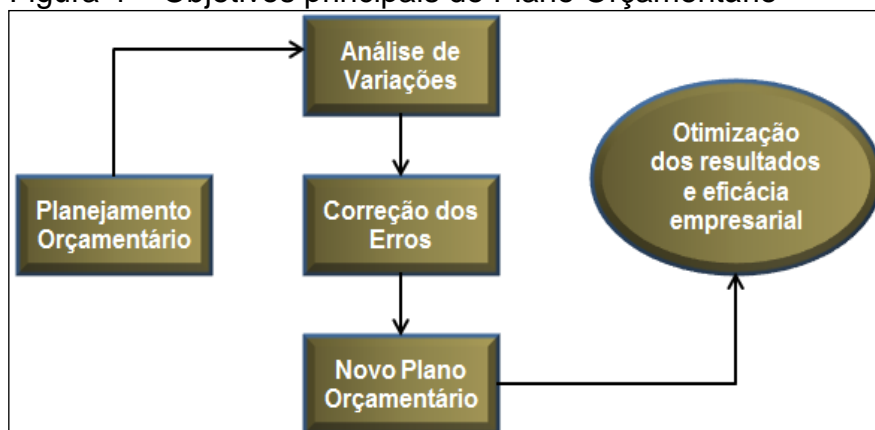 Figura 4 – Objetivos principais do Plano Orçamentário
Análise de
Variações
Planejamento
Orçamentário
Correção dos
Erros
Otimização
dos resultados
e eficácia
empresarial
Novo Plano
Orçamentário